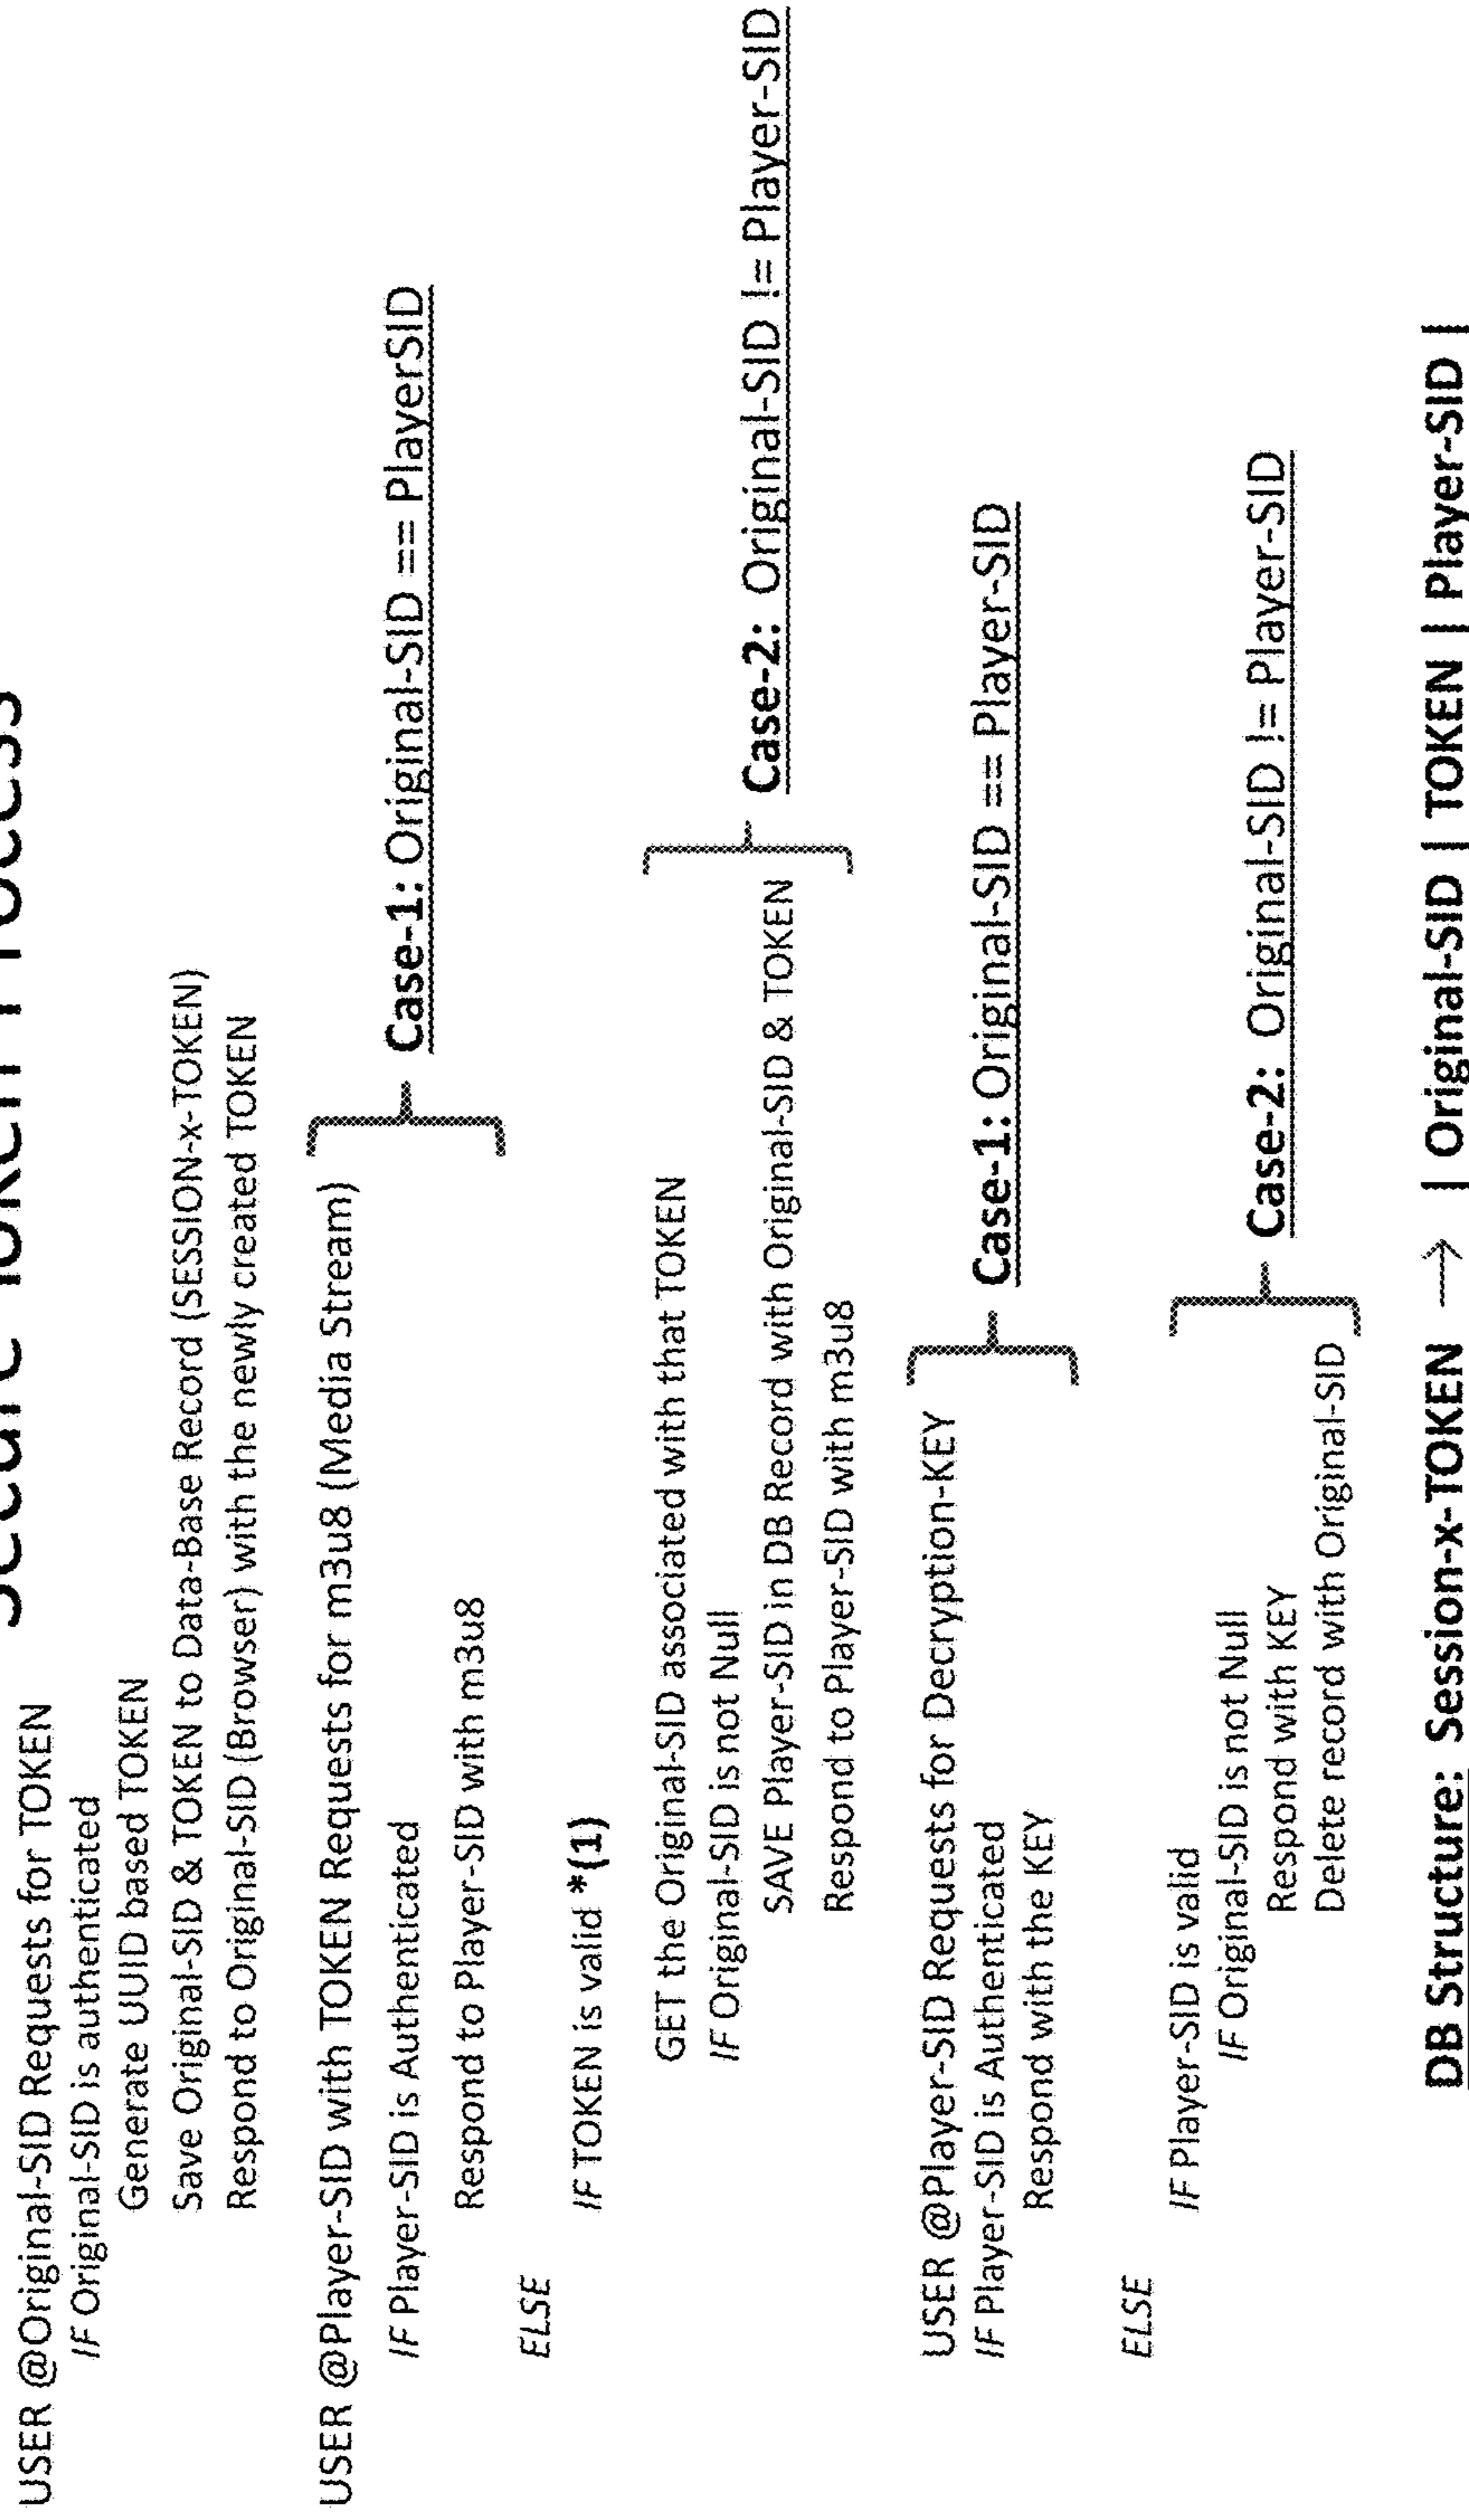 Secure Token Process
USER @Original-SID Requests for TOKEN
IF Original-SID is authenticated
Generate UUID based TOKEN
Save Original-SID & TOKEN to Data-Base Record (SESSION-x-TOKEN)
Respond to Original-SID (Browser) with the newly created TOKEN
USER @Player-SID with TOKEN Requests for m3u8 (Media Stream)
IF Player-SID is Authenticated
Respond to Player-SID with m3u8
Case-1: Original-SID == PlayerSID
ELSE
IF TOKEN is valid *(1)
GET the Original-SID associated with that TOKEN
IF Original-SID is not Null
SAVE Player-SID in DB Record with Original-SID & TOKEN
Respond to Player-SID with m3u8
Case-2: Original-SID != Player-SID
USER @Player-SID Requests for Decryption-KEY
IF Player-SID is Authenticated
Respond with the KEY
Case-1: Original-SID == Player-SID
ELSE
IF Player-SID is valid
IF Original-SID is not Null
Respond with KEY
Delete record with Original-SID
Case-2: Original-SID != Player-SID
DB Structure: Session-x-TOKEN → | Original-SID | TOKEN | Player-SID |